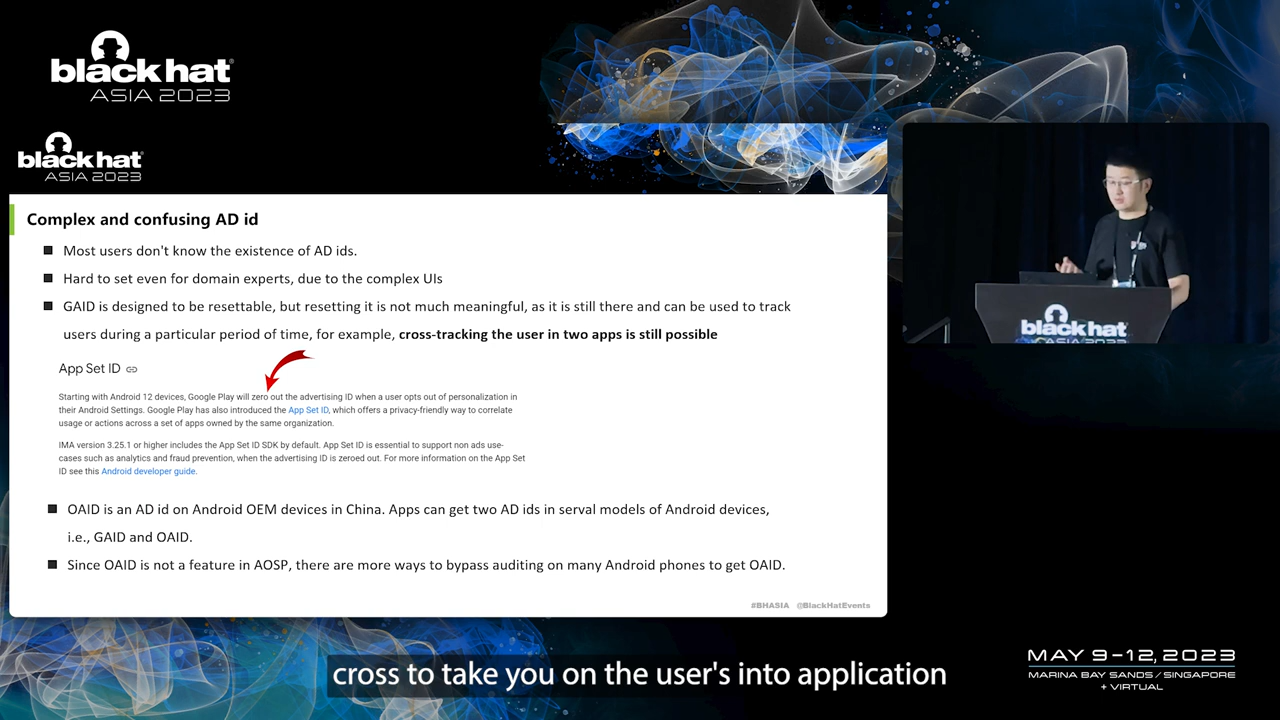 black hat
ASIA 2023
black hat
ASIA 2023
Complex and confusing AD id
Most users don't know the existence of AD ids.
Hard to set even for domain experts, due to the complex UIs
GAID is designed to be resettable, but resetting it is not much meaningful, as it is still there and can be used to track
users during a particular period of time, for example, cross-tracking the user in two apps is still possible
App Set ID
Starting with Android 12 devices, Google Play will zero out the advertising ID when a user opts out of personalization in
their Android Settings. Google Play has also introduced the App Set ID, which offers a privacy-friendly way to correlate
usage or actions across a set of apps owned by the same organization.
IMA version 3.25.1 or higher includes the App Set ID SDK by default. App Set ID is essential to support non ads use-
cases such as analytics and fraud prevention, when the advertising ID is zeroed out. For more information on the App Set
ID see this Android developer guide.
OAID is an AD id on Android OEM devices in China. Apps can get two AD ids in serval models of Android devices,
i.e., GAID and OAID.
Since OAID is not a feature in AOSP, there are more ways to bypass auditing on many Android phones to get OAID.
#BHASIA @BlackHatEvents
black hat
ASIA 2023
cross to take you on the user's into application
MAY 9-12, 2023
MARINA BAY SANDS / SINGAPORE
+ VIRTUAL